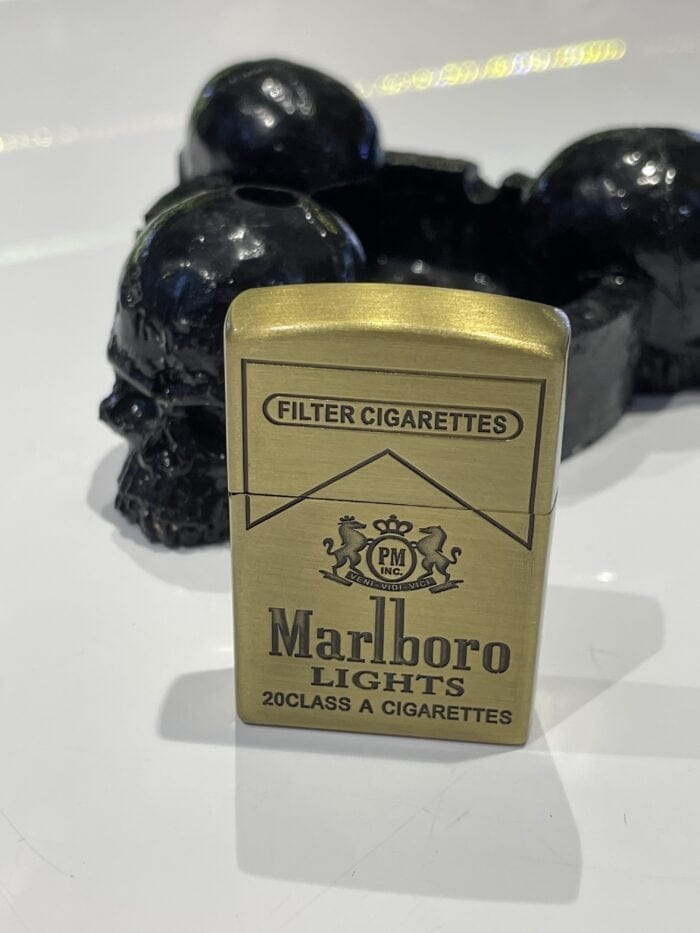 FILTER CIGARETTES
PM
INC.
VENI-VIDI-VICI
Marlboro
LIGHTS
20CLASS A CIGARETTES